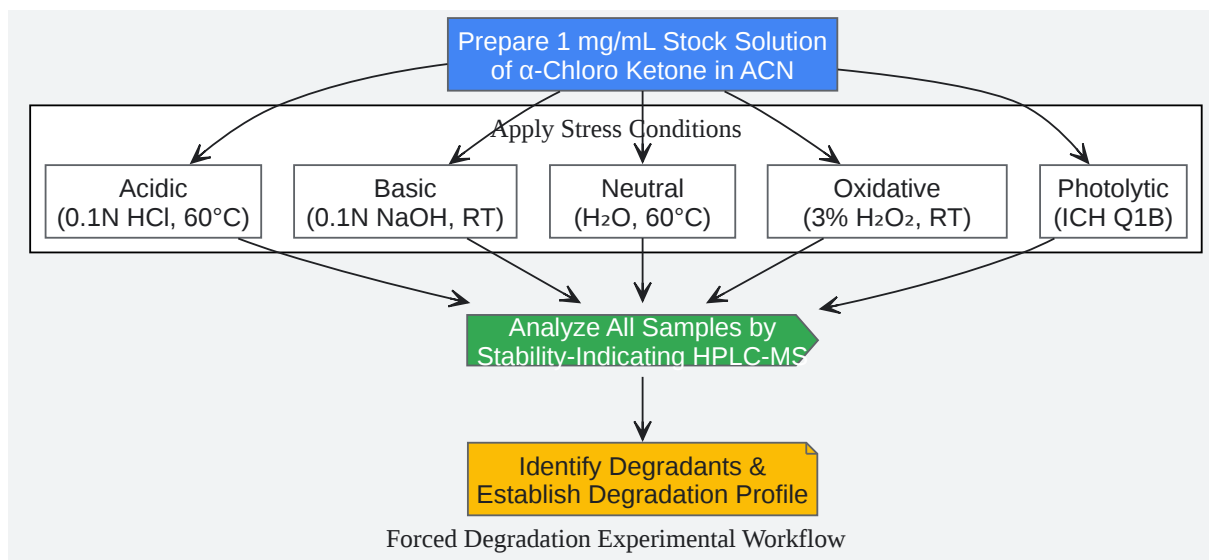 Prepare 1 mg/mL Stock Solution
of α-Chloro Ketone in ACN
Apply Stress Conditions
Acidic
(0.1N HCl, 60°C)
Basic
(0.1N NaOH, RT)
Neutral
(H₂O, 60°C)
Oxidative
(3% H₂O₂, RT)
Photolytic
(ICH Q1B)
Analyze All Samples by
Stability-Indicating HPLC-MS
Identify Degradants &
Establish Degradation Profile
Forced Degradation Experimental Workflow